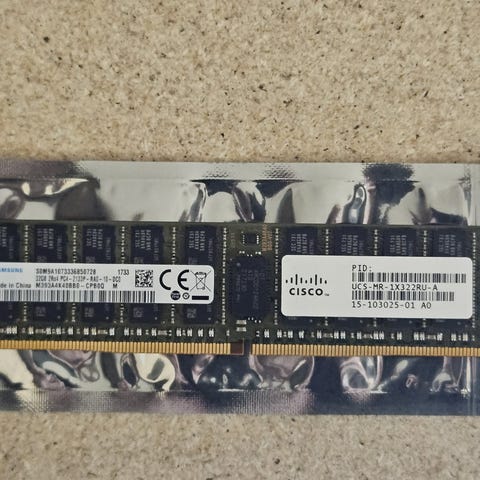 SAMSUNG
S0M9A1073336850728 1733
32GB 2Rx4 PC4-2133P-RA0-10-DC0
Made in China M393A4K40BB0-CPB0Q M
CE
CISCO
PID:
UCS-MR-1X322RU-A
15-103025-01 A0